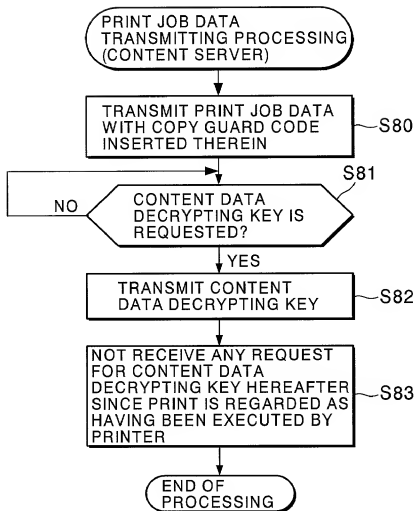 PRINT JOB DATA
TRANSMITTING PROCESSING
(CONTENT SERVER)
TRANSMIT PRINT JOB DATA
WITH COPY GUARD CODE
INSERTED THEREIN
S80
S81
NO
CONTENT DATA
DECRYPTING KEY IS
REQUESTED?
YES
TRANSMIT CONTENT
DATA DECRYPTING KEY
S82
NOT RECEIVE ANY REQUEST
FOR CONTENT DATA
DECRYPTING KEY HEREAFTER
SINCE PRINT IS REGARDED AS
HAVING BEEN EXECUTED BY
PRINTER
S83
END OF
PROCESSING